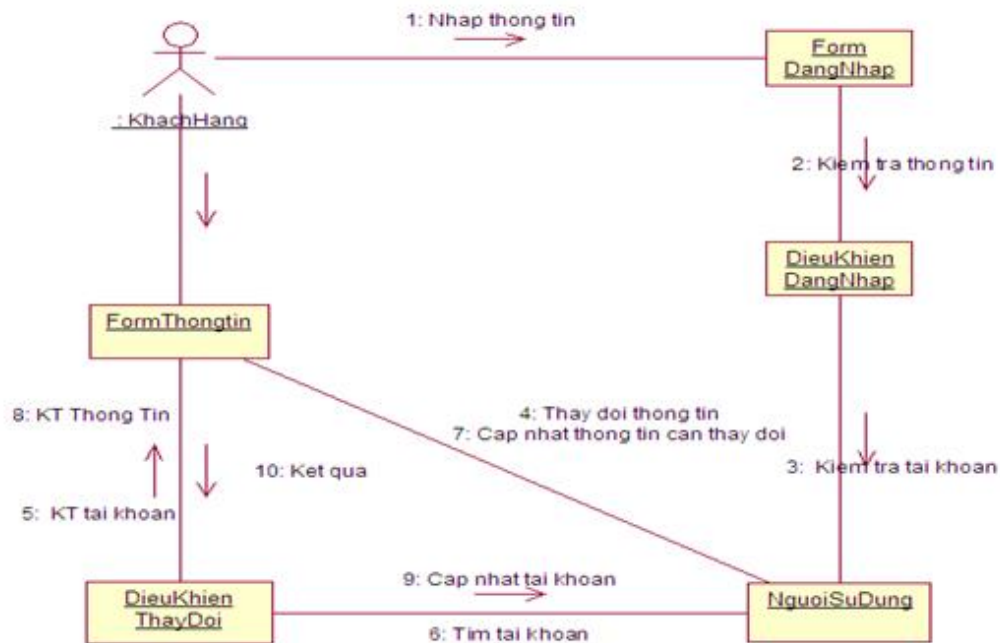 1: Nhap thong tin
Form
DangNhap
: KhachHang
2: Kiem tra thong tin
DieuKhien
DangNhap
FormThongtin
8: KT Thong Tin
4: Thay doi thong tin
7: Cap nhat thong tin can thay doi
10: Ket qua
3: Kiem tra tai khoan
5: KT tai khoan
9: Cap nhat tai khoan
DieuKhien
ThayDoi
NguoiSuDung
6: Tim tai khoan